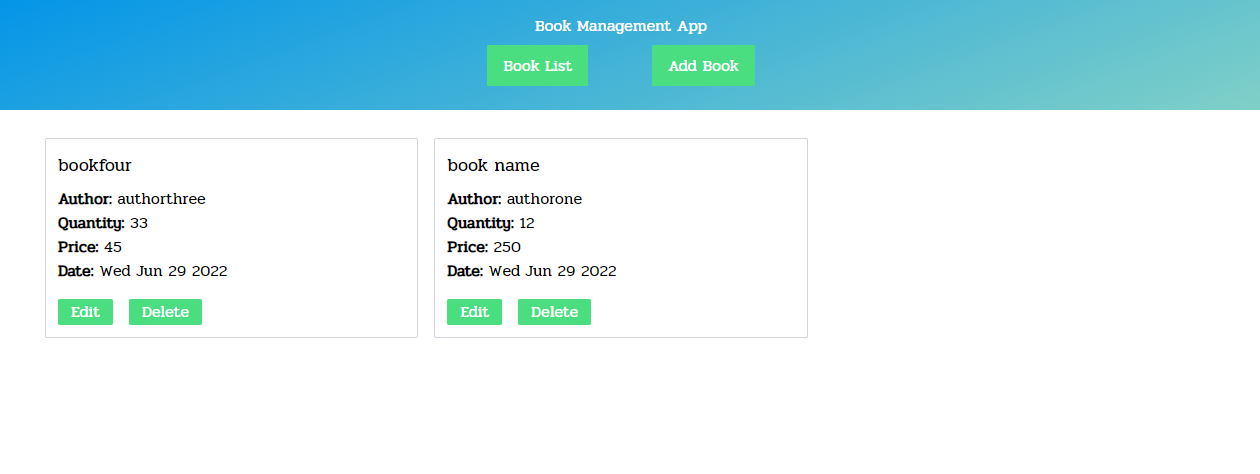 Book Management App
Book List
Add Book
bookfour
Author: authorthree
Quantity: 33
Price: 45
Date: Wed Jun 29 2022
Edit
Delete
book name
Author: authorone
Quantity: 12
Price: 250
Date: Wed Jun 29 2022
Edit
Delete